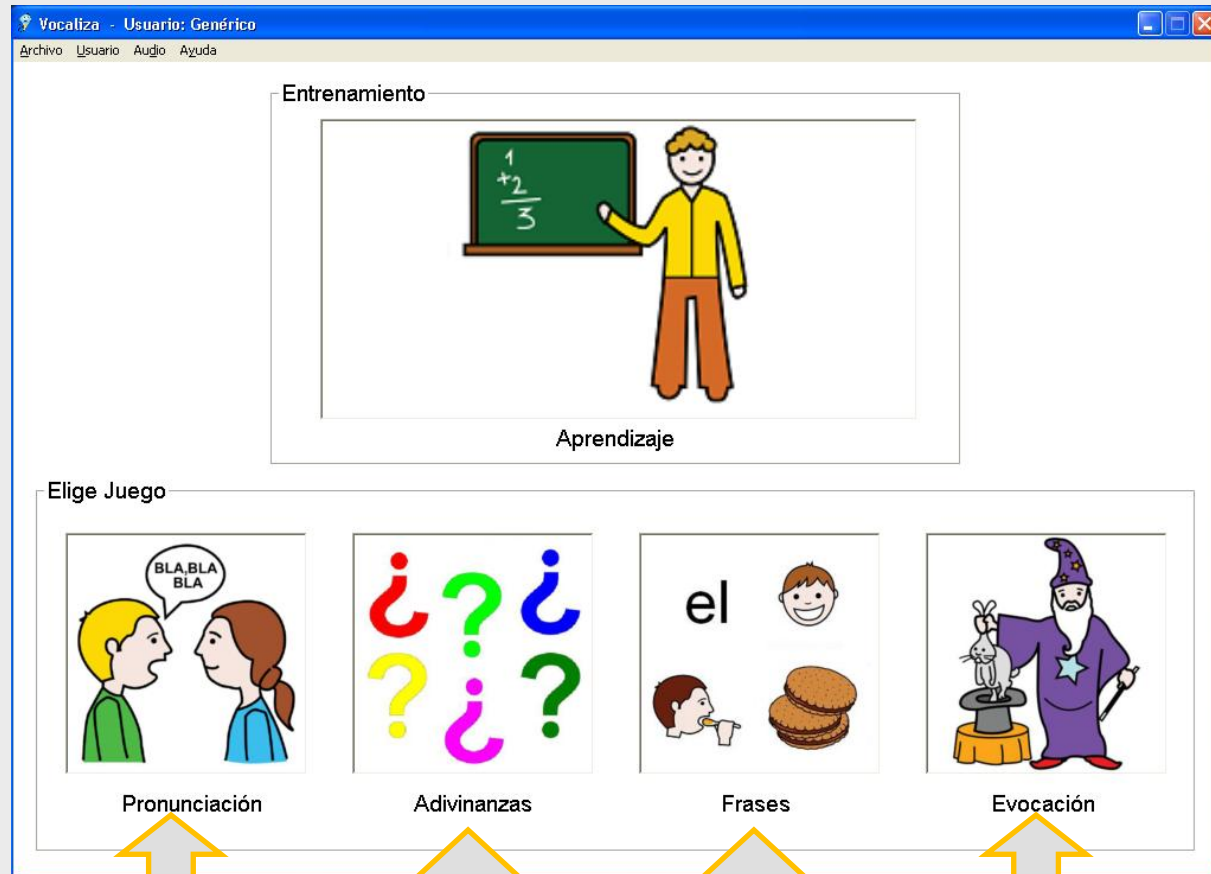 Vocaliza - Usuario: Genérico
Archivo Usuario Audio Ayuda
Entrenamiento
1
+2
3
Aprendizaje
Elige Juego
BLA,BLA
BLA
¿ ? ¿
el
? ¿ ?
Pronunciación Adivinanzas Frases Evocación